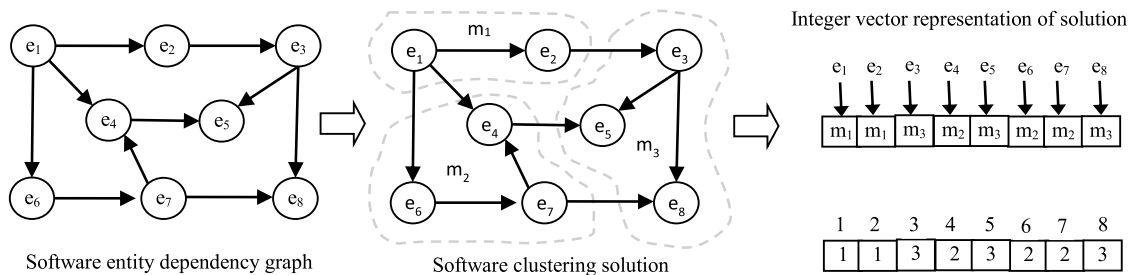 Integer vector representation of solution
e1 e2 e3
e4 e5
e6 e7 e8
Software entity dependency graph
m1
e1 e2 e3
e4 e5
m3
m2
e6 e7 e8
Software clustering solution
e1 e2 e3 e4 e5 e6 e7 e8
m1 m1 m3 m2 m3 m2 m2 m3
1 2 3 4 5 6 7 8
1 1 3 2 3 2 2 3